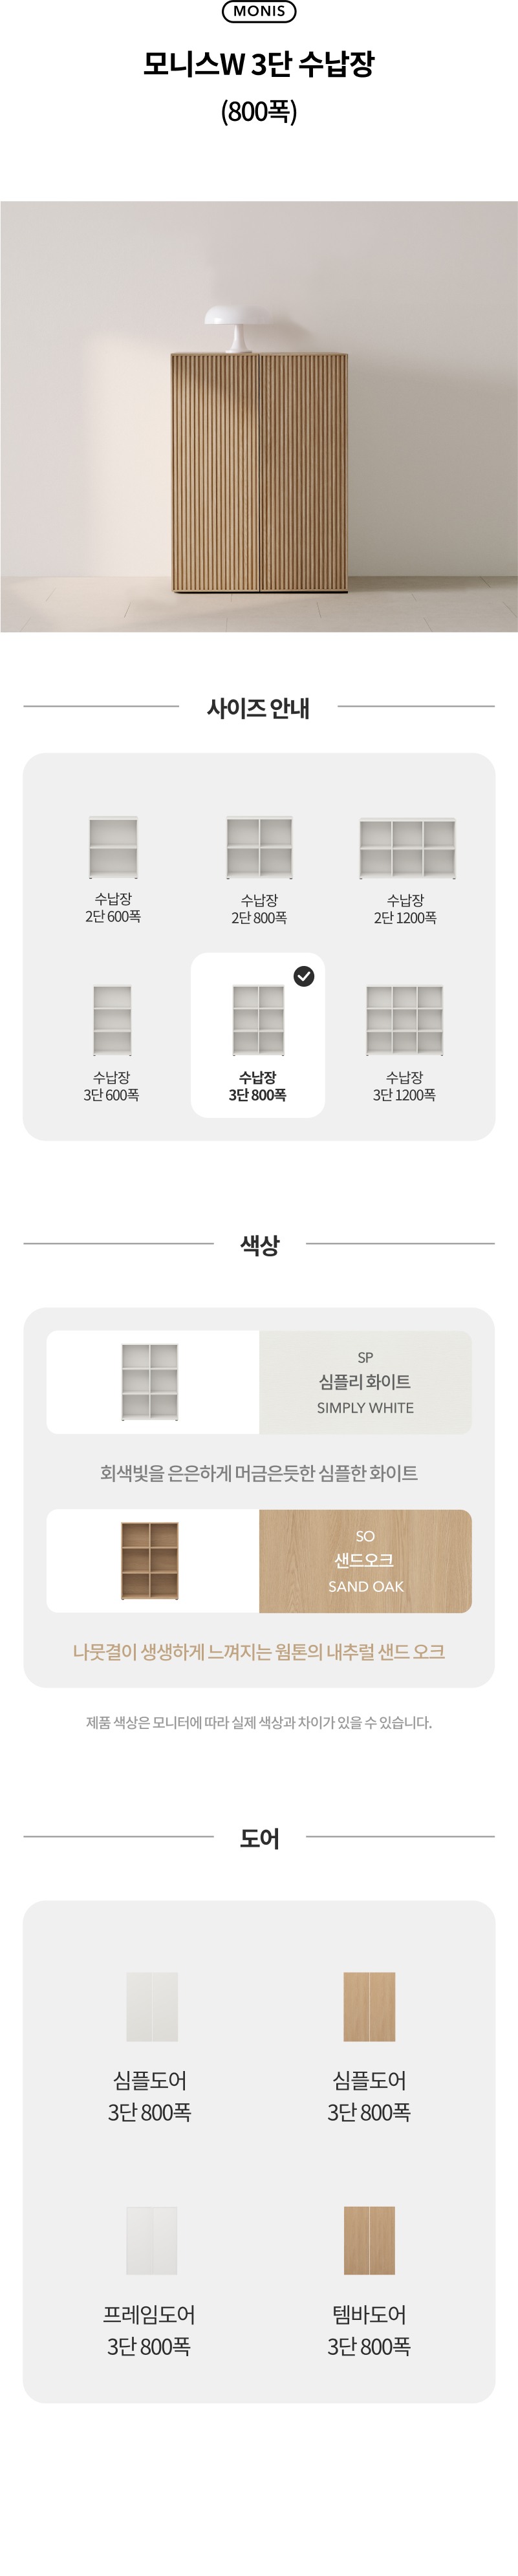 MONIS
모니스W 3단 수납장
(800폭)
사이즈 안내
수납장
2단 600폭
수납장
2단 800폭
수납장
2단 1200폭
수납장
3단 600폭
수납장
3단 800폭
수납장
3단 1200폭
색상
SP
심플리 화이트
SIMPLY WHITE
회색빛을 은은하게 머금은듯한 심플한 화이트
SO
샌드오크
SAND OAK
나뭇결이 생생하게 느껴지는 웜톤의 내추럴 샌드 오크
제품 색상은 모니터에 따라 실제 색상과 차이가 있을 수 있습니다.
도어
심플도어
3단 800폭
심플도어
3단 800폭
프레임도어
3단 800폭
템바도어
3단 800폭